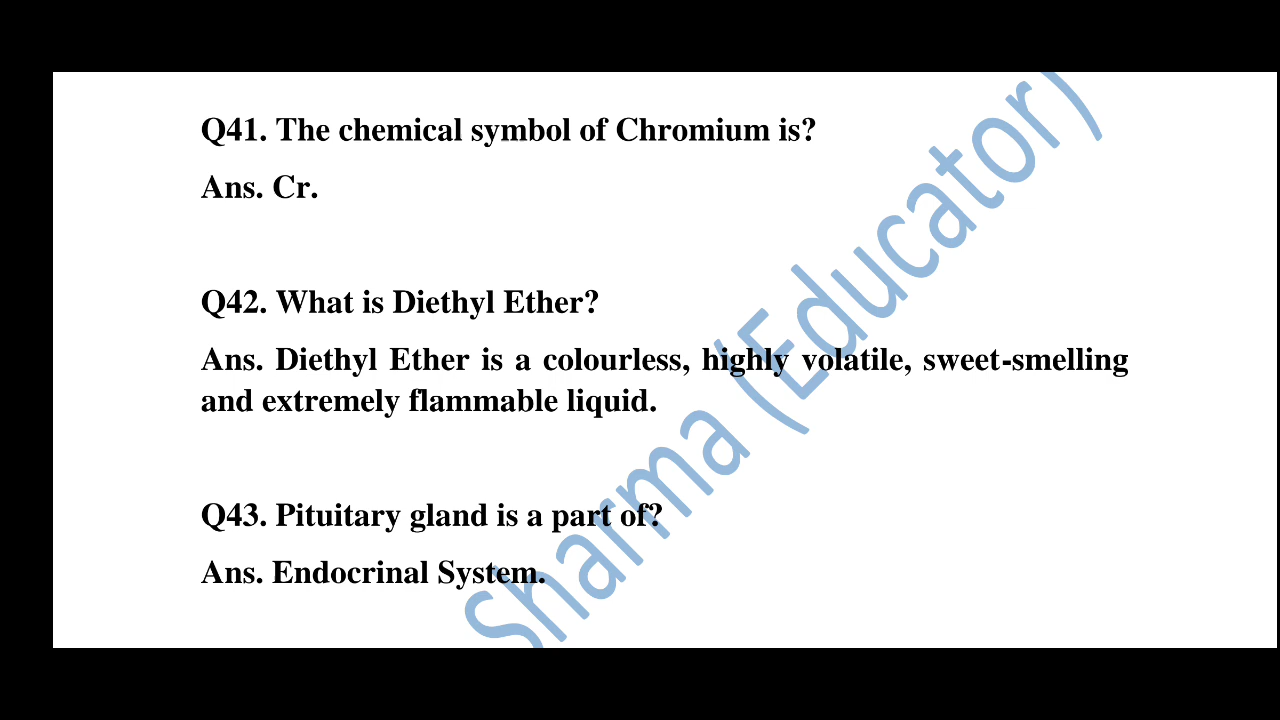 Q41. The chemical symbol of Chromium is?
Ans. Cr.
Q42. What is Diethyl Ether?
Ans. Diethyl Ether is a colourless, highly volatile, sweet-smelling
and extremely flammable liquid.
Q43. Pituitary gland is a part of?
Ans. Endocrinal System.
Sharma (Educator)